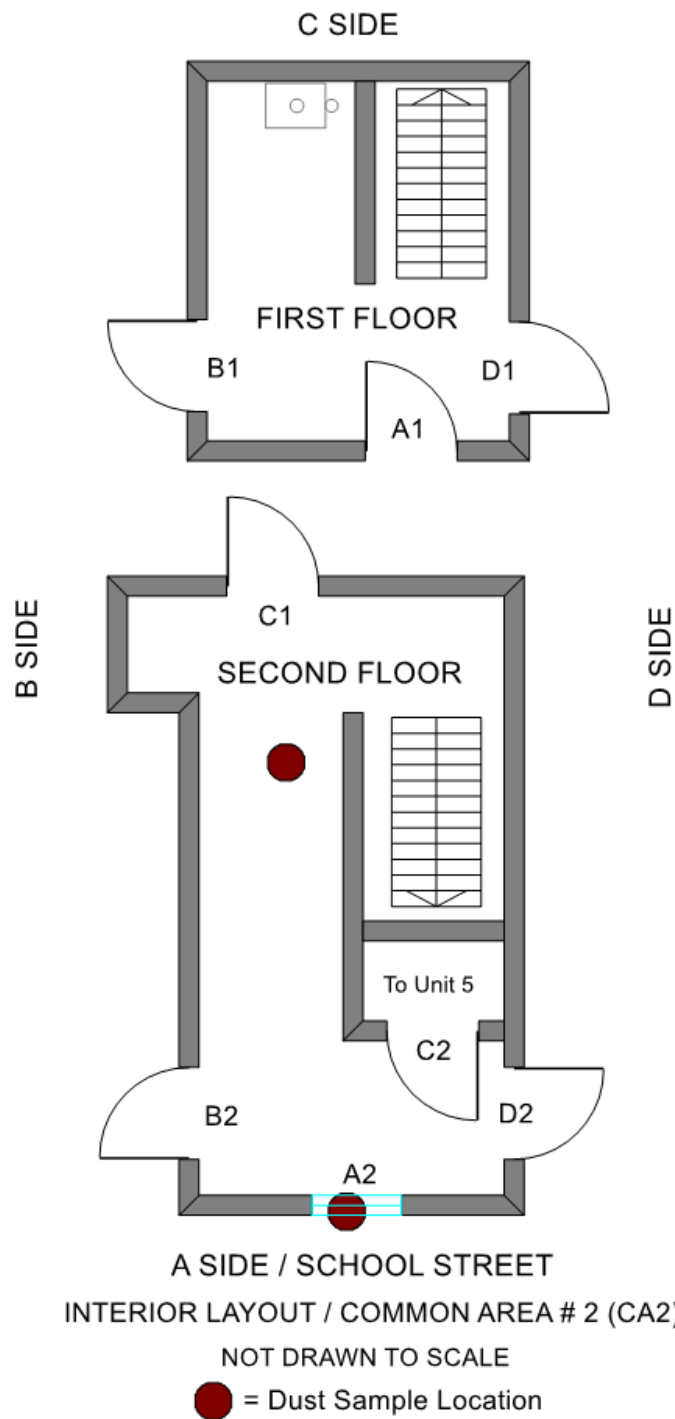 C SIDE
FIRST FLOOR
B1
D1
A1
C1
B SIDE
SECOND FLOOR
D SIDE
To Unit 5
C2
B2
D2
A2
A SIDE / SCHOOL STREET
INTERIOR LAYOUT / COMMON AREA # 2 (CA2)
NOT DRAWN TO SCALE
= Dust Sample Location